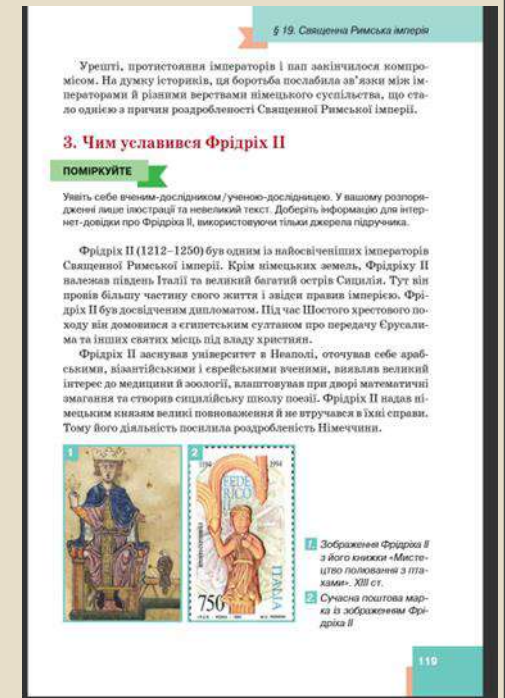 § 19. Священна Римська імперія
Урешті, протистояння імператорів і пап закінчилося компро-
місом. На думку істориків, ця боротьба послабила зв’язки між ім-
ператорами й різними верствами німецького суспільства, що ста-
ло однією з причин роздробленості Священної Римської імперії.
3. Чим уславився Фрідріх II
ПОМІРКУЙТЕ
Уявіть себе вченим-дослідником/ученою-дослідницею. У вашому розпоря-
дженні лише ілюстрації та невеликий текст. Доберіть інформацію для інтер-
нет-довідки про Фрідріха II, використовуючи тільки джерела підручника.
Фрідріх II (1212–1250) був одним із найосвіченіших імператорів
Священної Римської імперії. Крім німецьких земель, Фрідріху II
належав південь Італії та великий багатий острів Сицилія. Тут він
провів більшу частину свого життя і звідси правив імперією. Фрі-
дріх II був досвідченим дипломатом. Під час Шостого хрестового по-
ходу він домовився з єгипетським султаном про передачу Єрусали-
ма та інших святих місць під владу християн.
Фрідріх II заснував університет в Неаполі, оточував себе араб-
ськими, візантійськими і єврейськими вченими, виявляв великий
інтерес до медицини й зоології, влаштовував при дворі математичні
змагання та створив сицилійську школу поезії. Фрідріх II надав ні-
мецьким князям великі повноваження й не втручався в їхні справи.
Тому його діяльність посилила роздробленість Німеччини.
1
2
1194
1994
FEDE
RICO
II
ITALIA
750
1. Зображення Фрідріха II
з його книжки «Мисте-
цтво полювання з пта-
хами». XIII ст.
2. Сучасна поштова мар-
ка із зображенням Фрі-
дріха II
119